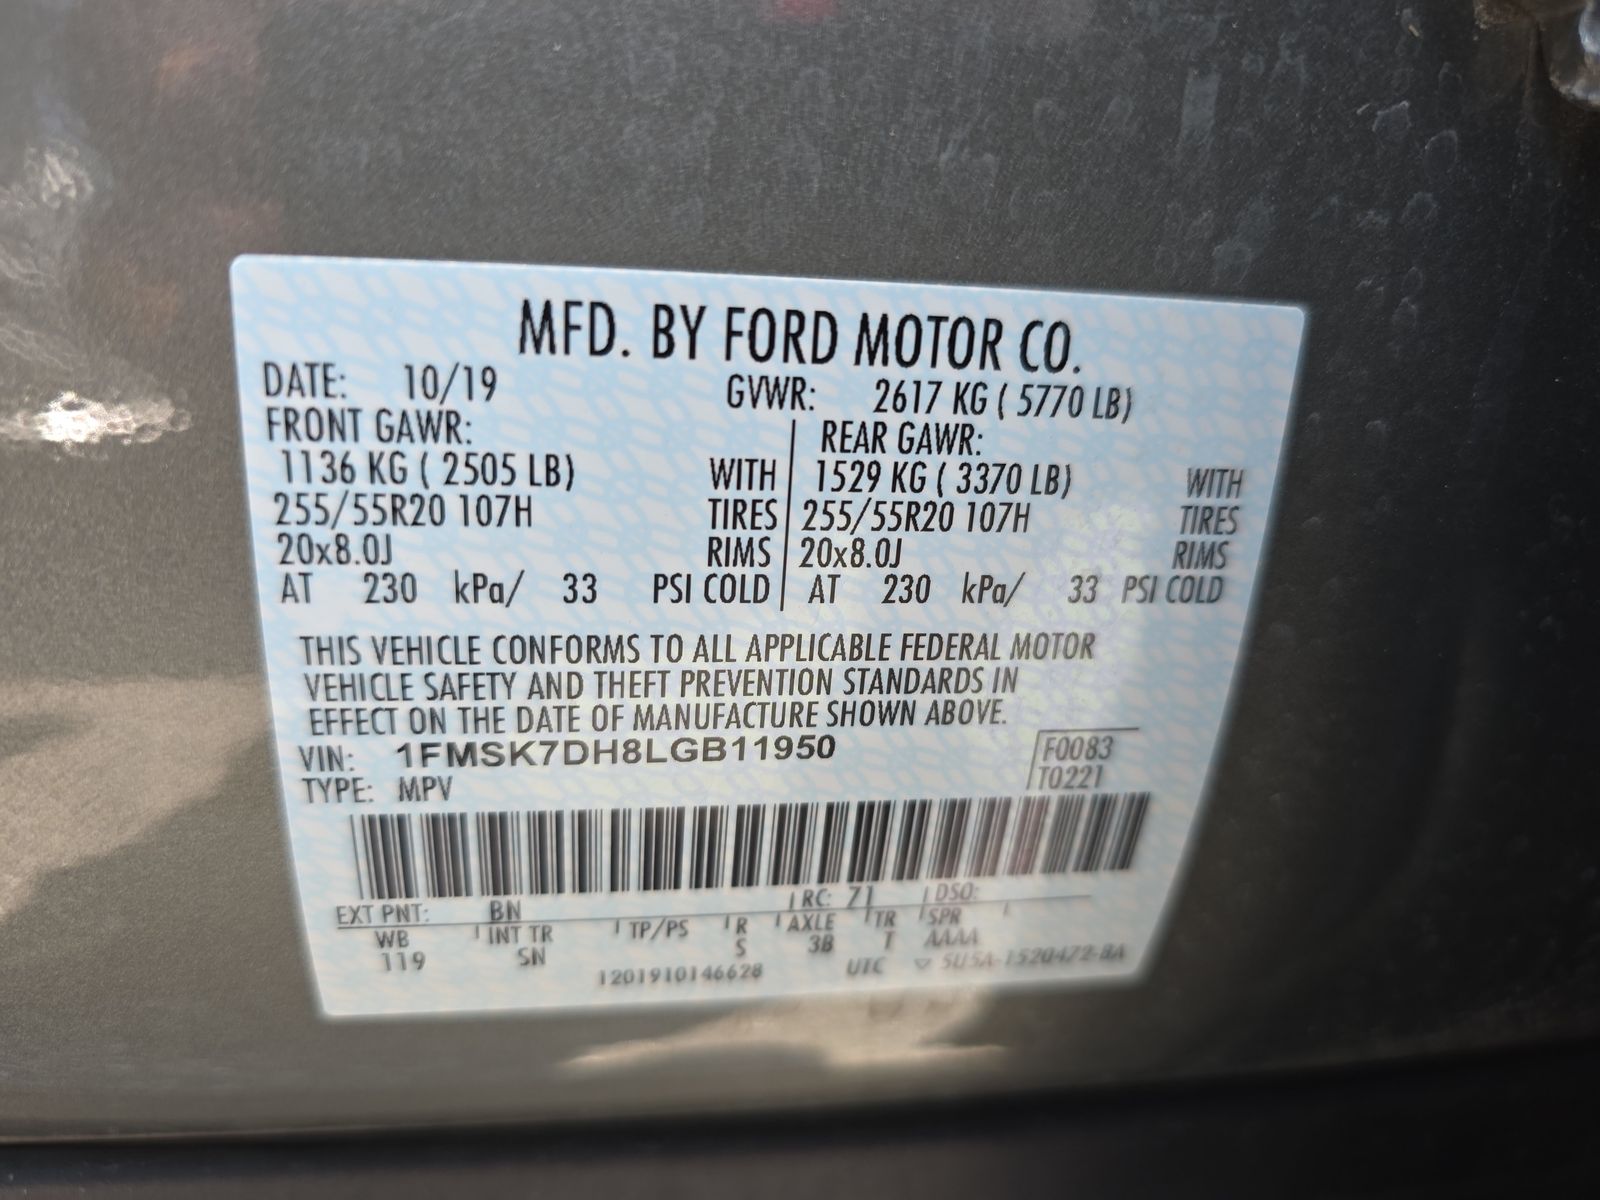 MFD. BY FORD MOTOR CO.
DATE: 10/19 GVWR: 2617 KG ( 5770 LB)
FRONT GAWR: REAR GAWR:
1136 KG ( 2505 LB) WITH 1529 KG ( 3370 LB) WITH
255/55R20 107H TIRES 255/55R20 107H TIRES
20x8.0J RIMS 20x8.0J RIMS
AT 230 kPa/ 33 PSI COLD AT 230 kPa/ 33 PSI COLD
THIS VEHICLE CONFORMS TO ALL APPLICABLE FEDERAL MOTOR
VEHICLE SAFETY AND THEFT PREVENTION STANDARDS IN
EFFECT ON THE DATE OF MANUFACTURE SHOWN ABOVE.
VIN: 1FMSK7DH8LGB11950 F0083
TYPE: MPV T0221
EXT PNT: BN RC: 71 DSO:
WB INT TR TP/PS R AXLE TR SPR
119 SN S 3B T AAAA
1201910146628 UTC ▽ 5U5A-1520472-BA